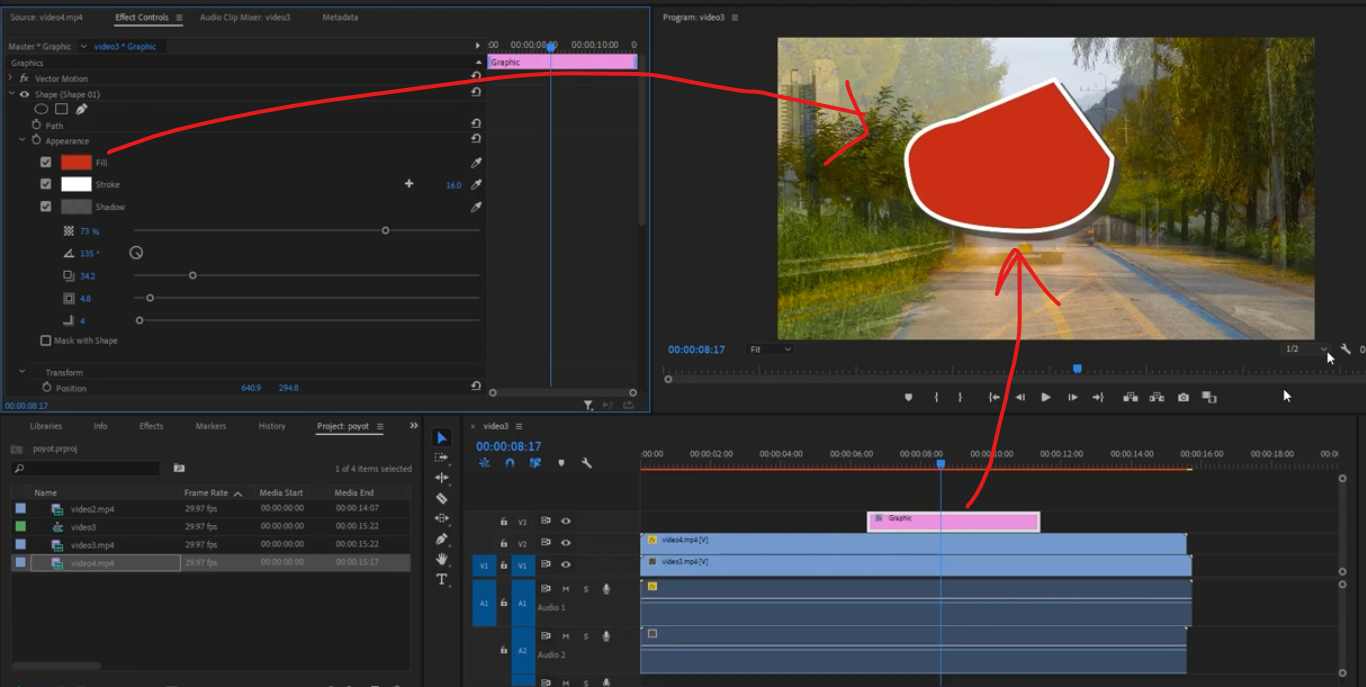 Source: video4.mp4 Effect Controls Audio Clip Mixer: video3 Metadata
Program: video3
Master * Graphic video3 * Graphic
:00 00:00:08:00 00:00:10:00 0
Graphics
Graphic
fx Vector Motion
Shape (Shape 01)
Path
Appearance
Fill
Stroke 16.0
Shadow
73 %
135 °
34.2
4.8
4
Mask with Shape
Transform
Position 640.9 294.8
00:00:08:17
00:00:08:17 Fit 1/2 0
Libraries Info Effects Markers History Project: poyot
poyot.prproj
1 of 4 items selected
Name Frame Rate Media Start Media End
video2.mp4 29.97 fps 00:00:00:00 00:00:14:07
video3 29.97 fps 00:00:00:00 00:00:15:22
video3.mp4 29.97 fps 00:00:00:00 00:00:15:22
video4.mp4 29.97 fps 00:00:00:00 00:00:15:17
× video3
00:00:08:17
:00:00 00:00:02:00 00:00:04:00 00:00:06:00 00:00:08:00 00:00:10:00 00:00:12:00 00:00:14:00 00:00:16:00 00:00:18:00 00:0
V3 fx Graphic
V2 fx video4.mp4 [V]
V1 V1 fx video3.mp4 [V]
A1 A1 M S fx
Audio 1
A2 M S
Audio 2
M S
T